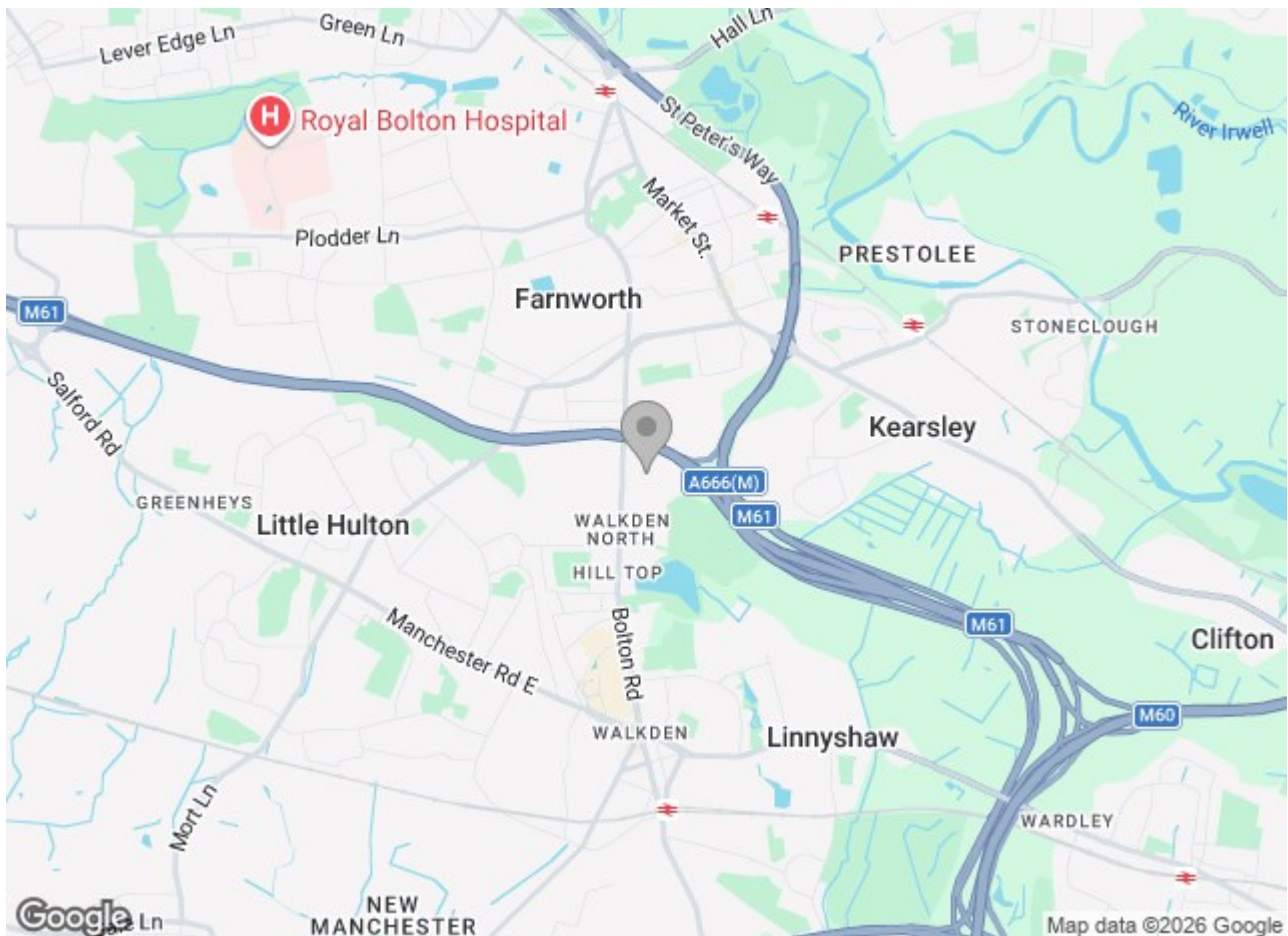 Lever Edge Ln
Green Ln
Hall Ln
H
Royal Bolton Hospital
St Peter's Way
River Irwell
Market St.
Plodder Ln
PRESTOLEE
Farnworth
M61
STONECLOUGH
Salford Rd
Kearsley
A666(M)
GREENHEYS
M61
Little Hulton
WALKDEN
NORTH
HILL TOP
Bolton Rd
M61
Manchester Rd E
Clifton
M60
WALKDEN
Linnyshaw
Mort Ln
WARDLEY
NEW
MANCHESTER
Google
Ln
Map data ©2026 Google